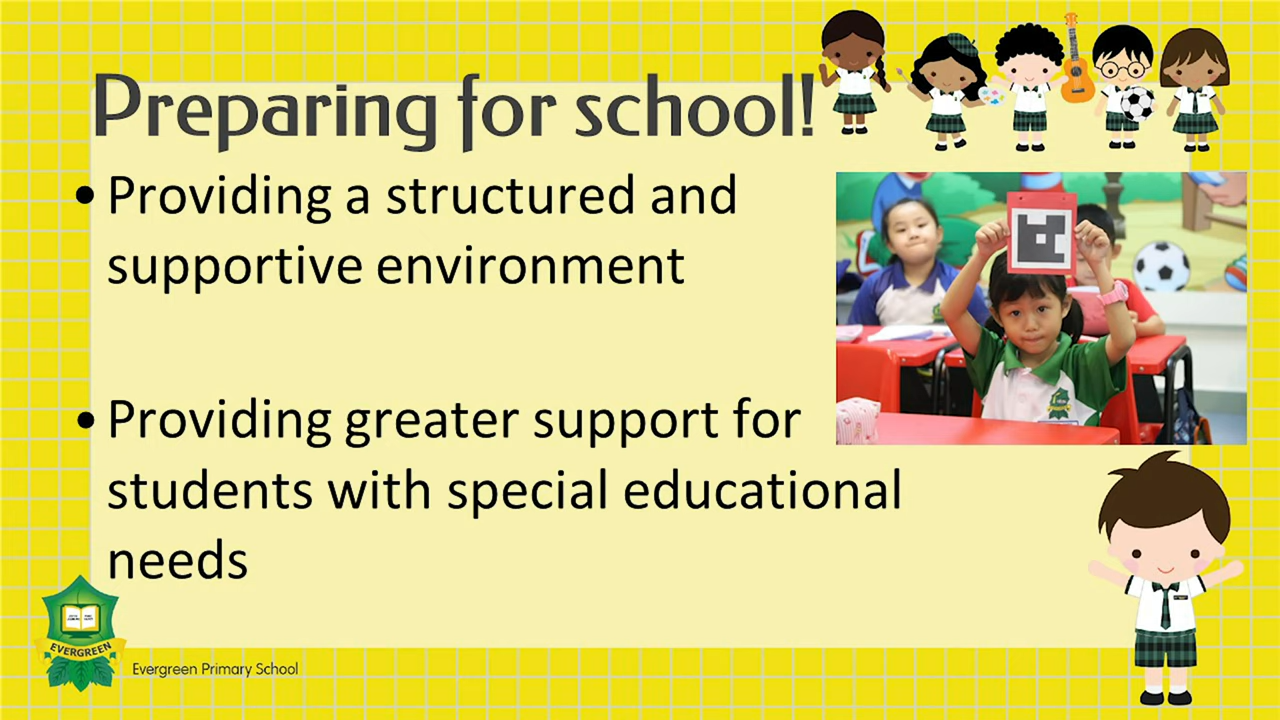 Preparing for school!
• Providing a structured and
supportive environment
• Providing greater support for
students with special educational
needs
EVERGREEN
Evergreen Primary School